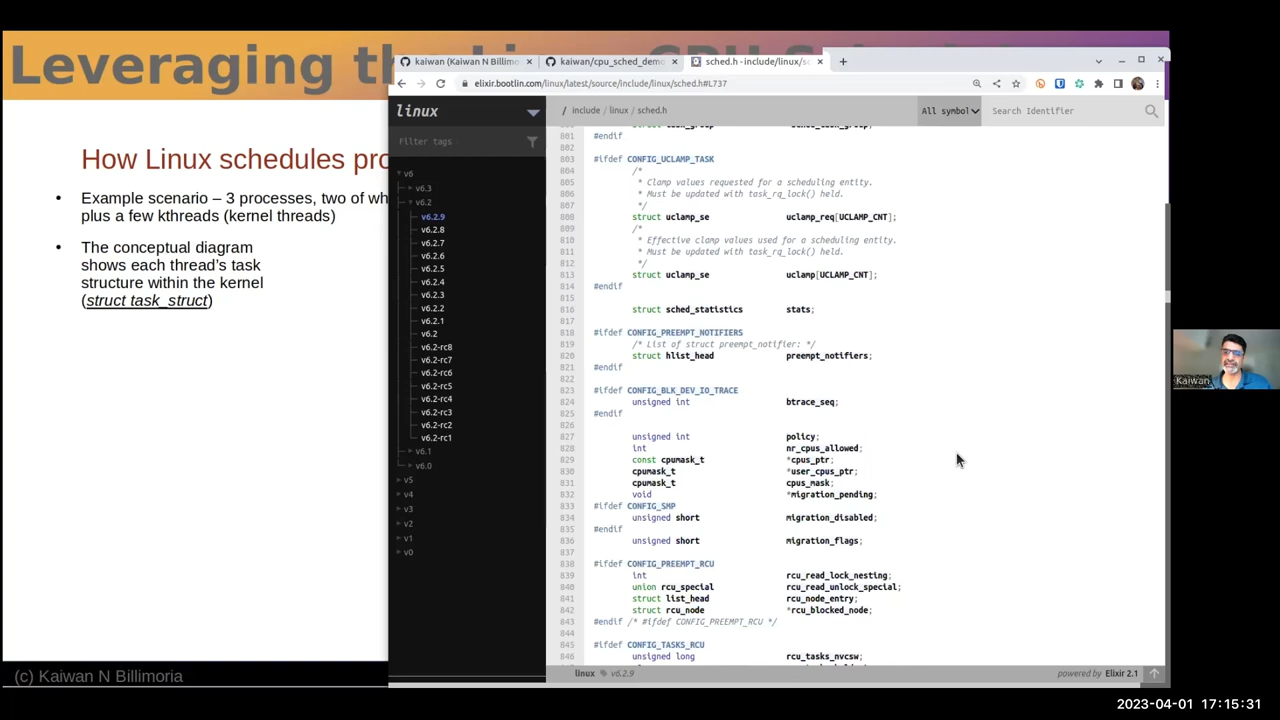 Leveraging th
How Linux schedules pro
• Example scenario – 3 processes, two of wh
plus a few kthreads (kernel threads)
• The conceptual diagram
shows each thread's task
structure within the kernel
(struct task_struct)
(c) Kaiwan N Billimoria
kaiwan (Kaiwan N Billimori
kaiwan/cpu_sched_demo
sched.h - include/linux/sc
elixir.bootlin.com/linux/latest/source/include/linux/sched.h#L737
linux
/ include / linux / sched.h
All symbol
Search Identifier
Filter tags
v6
v6.3
v6.2
v6.2.9
v6.2.8
v6.2.7
v6.2.6
v6.2.5
v6.2.4
v6.2.3
v6.2.2
v6.2.1
v6.2
v6.2-rc8
v6.2-rc7
v6.2-rc6
v6.2-rc5
v6.2-rc4
v6.2-rc3
v6.2-rc2
v6.2-rc1
v6.1
v6.0
v5
v4
v3
v2
v1
v0
801 #endif
802
803 #ifdef CONFIG_UCLAMP_TASK
804 /*
805 * Clamp values requested for a scheduling entity.
806 * Must be updated with task_rq_lock() held.
807 */
808 struct uclamp_se uclamp_req[UCLAMP_CNT];
809 /*
810 * Effective clamp values used for a scheduling entity.
811 * Must be updated with task_rq_lock() held.
812 */
813 struct uclamp_se uclamp[UCLAMP_CNT];
814 #endif
815
816 struct sched_statistics stats;
817
818 #ifdef CONFIG_PREEMPT_NOTIFIERS
819 /* List of struct preempt_notifier: */
820 struct hlist_head preempt_notifiers;
821 #endif
822
823 #ifdef CONFIG_BLK_DEV_IO_TRACE
824 unsigned int btrace_seq;
825 #endif
826
827 unsigned int policy;
828 int nr_cpus_allowed;
829 const cpumask_t *cpus_ptr;
830 cpumask_t *user_cpus_ptr;
831 cpumask_t cpus_mask;
832 void *migration_pending;
833 #ifdef CONFIG_SMP
834 unsigned short migration_disabled;
835 #endif
836 unsigned short migration_flags;
837
838 #ifdef CONFIG_PREEMPT_RCU
839 int rcu_read_lock_nesting;
840 union rcu_special rcu_read_unlock_special;
841 struct list_head rcu_node_entry;
842 struct rcu_node *rcu_blocked_node;
843 #endif /* #ifdef CONFIG_PREEMPT_RCU */
844
845 #ifdef CONFIG_TASKS_RCU
846 unsigned long rcu_tasks_nvcsw;
linux v6.2.9
powered by Elixir 2.1
Kaiwan
2023-04-01 17:15:31